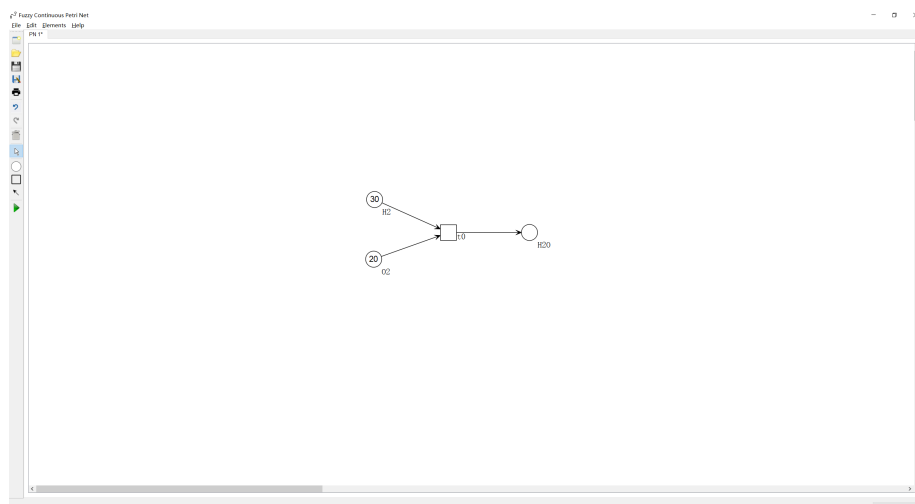 Fuzzy Continuous Petri Net
File Edit Elements Help
PN 1*
30
H2
t0
H2O
20
O2